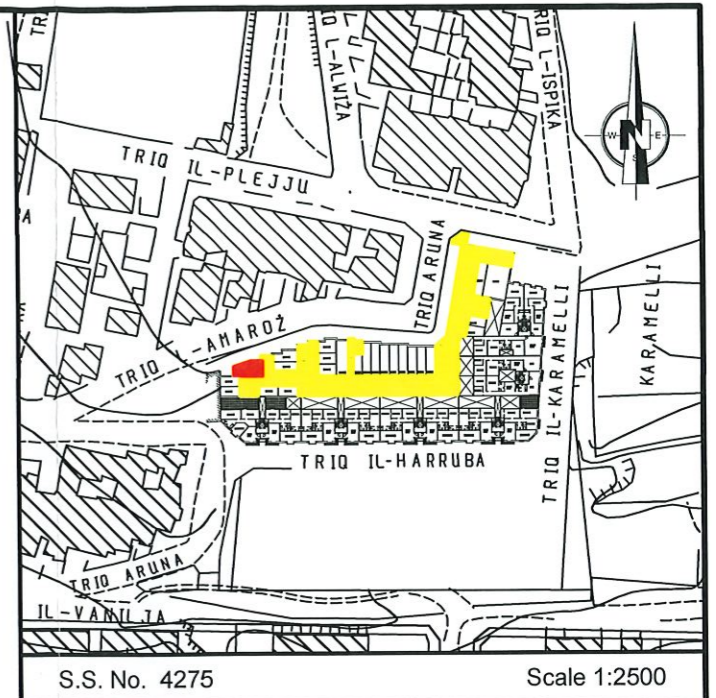 TRIQ L-ALWIŻA
TRIQ L-ISPIKA
N
W
E
S
TRIQ IL-PLEJJU
TRIQ ARUNA
TRIQ L-AMAROŻ
TRIQ IL-KARAMELLI
KARAMELLI
TRIQ IL-HARRUBA
TRIQ ARUNA
IL-VANILJA
S.S. No. 4275
Scale 1:2500